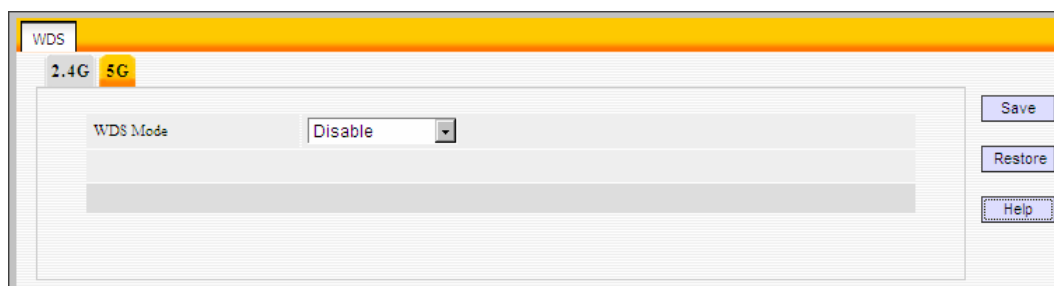 WDS
2.4G 5G
Save
WDS Mode Disable
Restore
Help